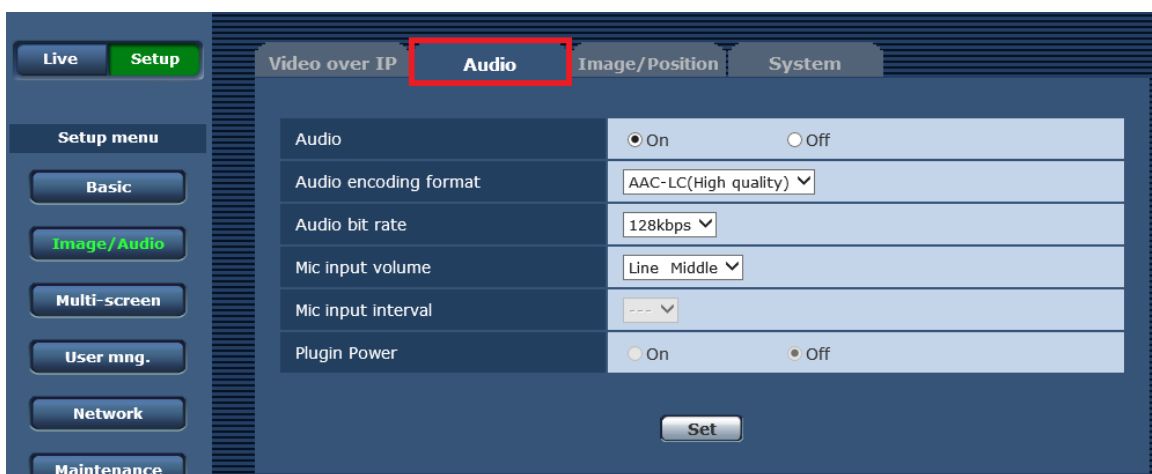 Live Setup
Video over IP Audio Image/Position System
Setup menu
Basic
Image/Audio
Multi-screen
User mng.
Network
Maintenance
Audio On Off
Audio encoding format AAC-LC(High quality)
Audio bit rate 128kbps
Mic input volume Line Middle
Mic input interval ---
Plugin Power On Off
Set